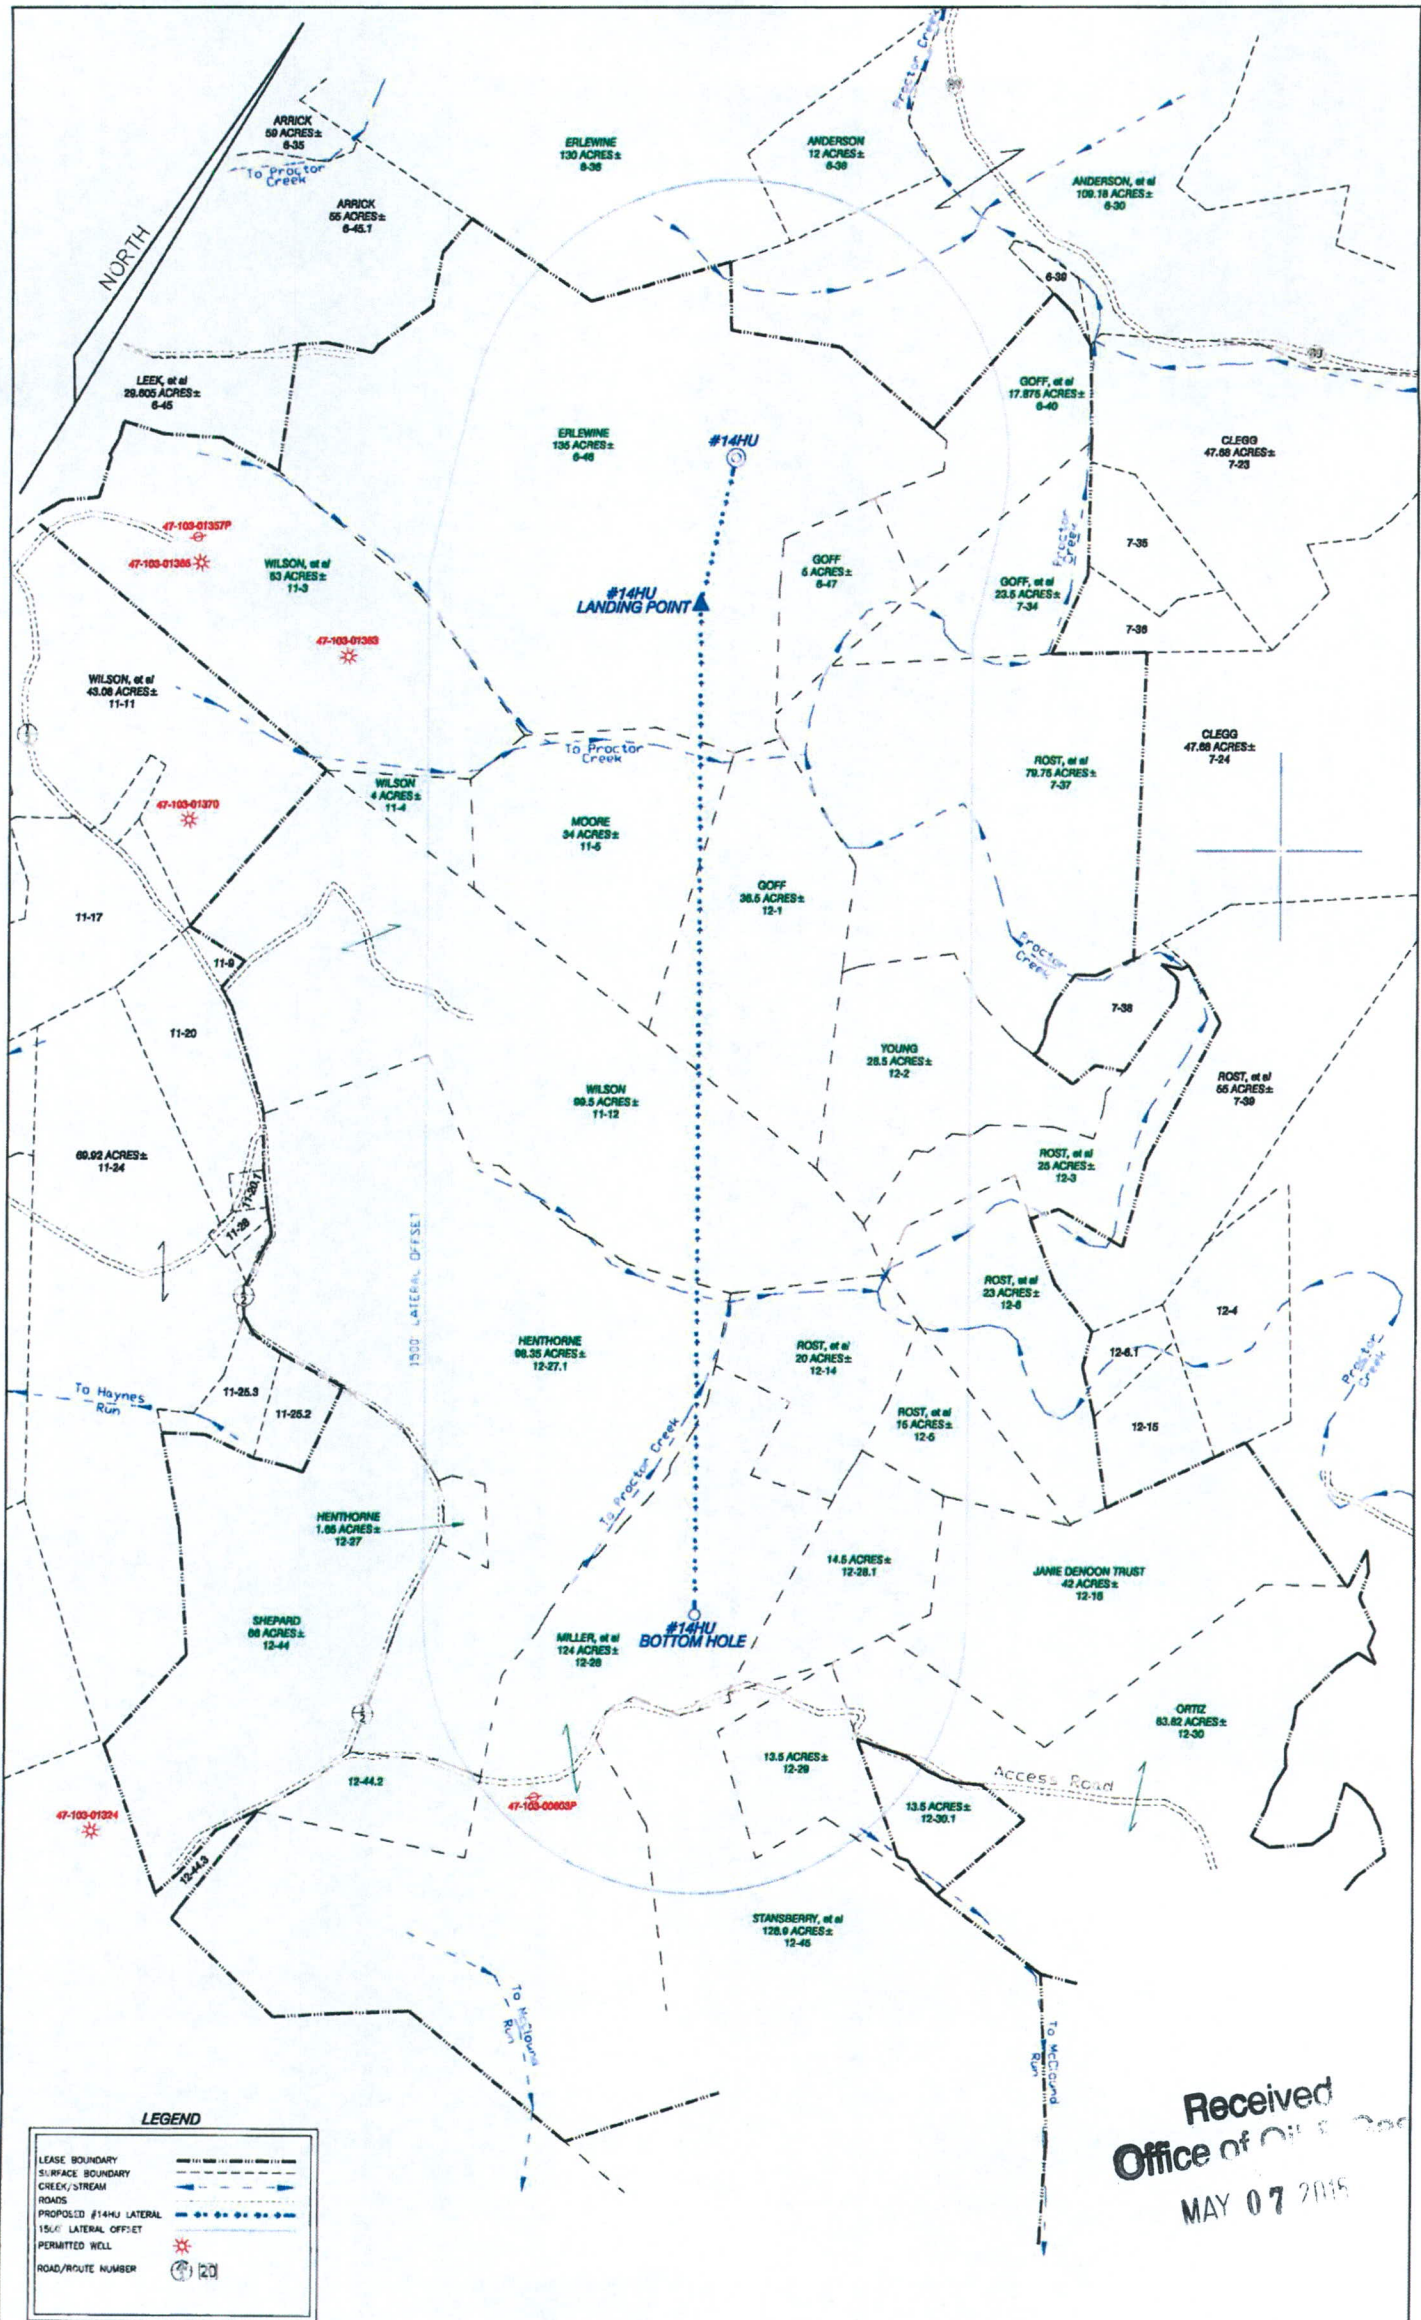 ARRICK
59 ACRES±
6-35
To Proctor
Creek
ARRICK
55 ACRES±
6-45.1
ERLEWINE
130 ACRES±
6-36
ANDERSON
12 ACRES±
6-38
Proctor Creek
ANDERSON, et al
109.18 ACRES±
6-30
NORTH
6-39
LEEK, et al
29.605 ACRES±
6-45
GOFF, et al
17.875 ACRES±
6-40
ERLEWINE
135 ACRES±
6-46
#14HU
CLEGG
47.68 ACRES±
7-23
47-103-01357P
47-103-01365
WILSON, et al
63 ACRES±
11-3
GOFF
5 ACRES±
6-47
Proctor
Creek
7-35
#14HU
LANDING POINT
GOFF, et al
23.5 ACRES±
7-34
7-36
47-103-01363
WILSON, et al
43.08 ACRES±
11-11
To Proctor
Creek
CLEGG
47.68 ACRES±
7-24
ROST, et al
79.75 ACRES±
7-37
WILSON
4 ACRES±
11-4
47-103-01370
MOORE
34 ACRES±
11-5
GOFF
36.5 ACRES±
12-1
11-17
11-9
Proctor
Creek
7-38
11-20
YOUNG
28.5 ACRES±
12-2
WILSON
99.5 ACRES±
11-12
ROST, et al
55 ACRES±
7-39
69.92 ACRES±
11-24
ROST, et al
25 ACRES±
12-3
11-20.1
11-28
1500' LATERAL OFFSET
ROST, et al
23 ACRES±
12-6
12-4
HENTHORNE
98.35 ACRES±
12-27.1
ROST, et al
20 ACRES±
12-14
12-6.1
Proctor
Creek
To Haynes
Run
11-25.3
11-25.2
ROST, et al
15 ACRES±
12-5
12-15
To Proctor Creek
HENTHORNE
1.65 ACRES±
12-27
14.5 ACRES±
12-28.1
JANIE DENOON TRUST
42 ACRES±
12-16
SHEPARD
66 ACRES±
12-44
MILLER, et al
124 ACRES±
12-28
#14HU
BOTTOM HOLE
ORTIZ
63.82 ACRES±
12-30
13.5 ACRES±
12-29
12-44.2
Access Road
47-103-00603P
13.5 ACRES±
12-30.1
47-103-01324
12-44.3
STANSBERRY, et al
128.9 ACRES±
12-45
To McClound
Run
To McClound
Run
Received
Office of Oil &
MAY 07 2015
LEGEND
LEASE BOUNDARY
SURFACE BOUNDARY
CREEK/STREAM
ROADS
PROPOSED #14HU LATERAL
1500' LATERAL OFFSET
PERMITTED WELL
ROAD/ROUTE NUMBER
20